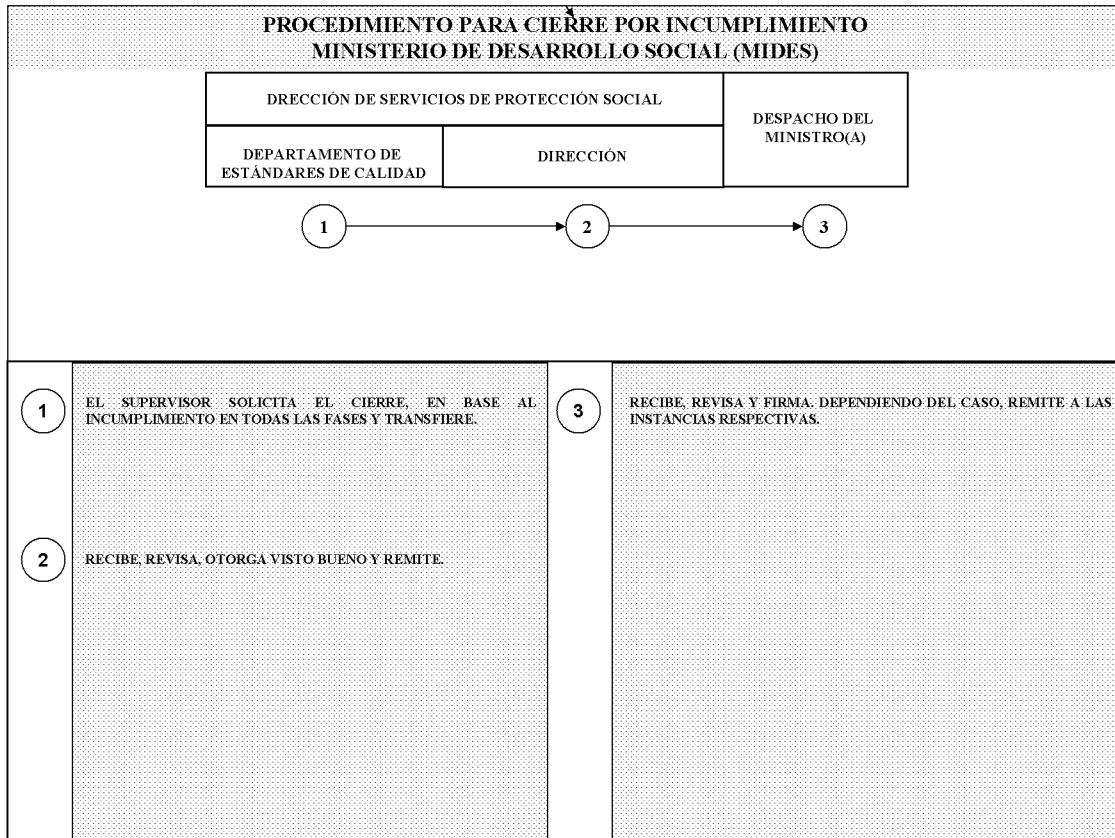 PROCEDIMIENTO PARA CIERRE POR INCUMPLIMIENTO
MINISTERIO DE DESARROLLO SOCIAL (MIDES)
DRECCIÓN DE SERVICIOS DE PROTECCIÓN SOCIAL
DESPACHO DEL
MINISTRO(A)
DEPARTAMENTO DE
ESTÁNDARES DE CALIDAD
DIRECCIÓN
1
2
3
1
EL SUPERVISOR SOLICITA EL CIERRE, EN BASE AL
INCUMPLIMIENTO EN TODAS LAS FASES Y TRANSFIERE.
2
RECIBE, REVISA, OTORGA VISTO BUENO Y REMITE.
3
RECIBE, REVISA Y FIRMA. DEPENDIENDO DEL CASO, REMITE A LAS
INSTANCIAS RESPECTIVAS.